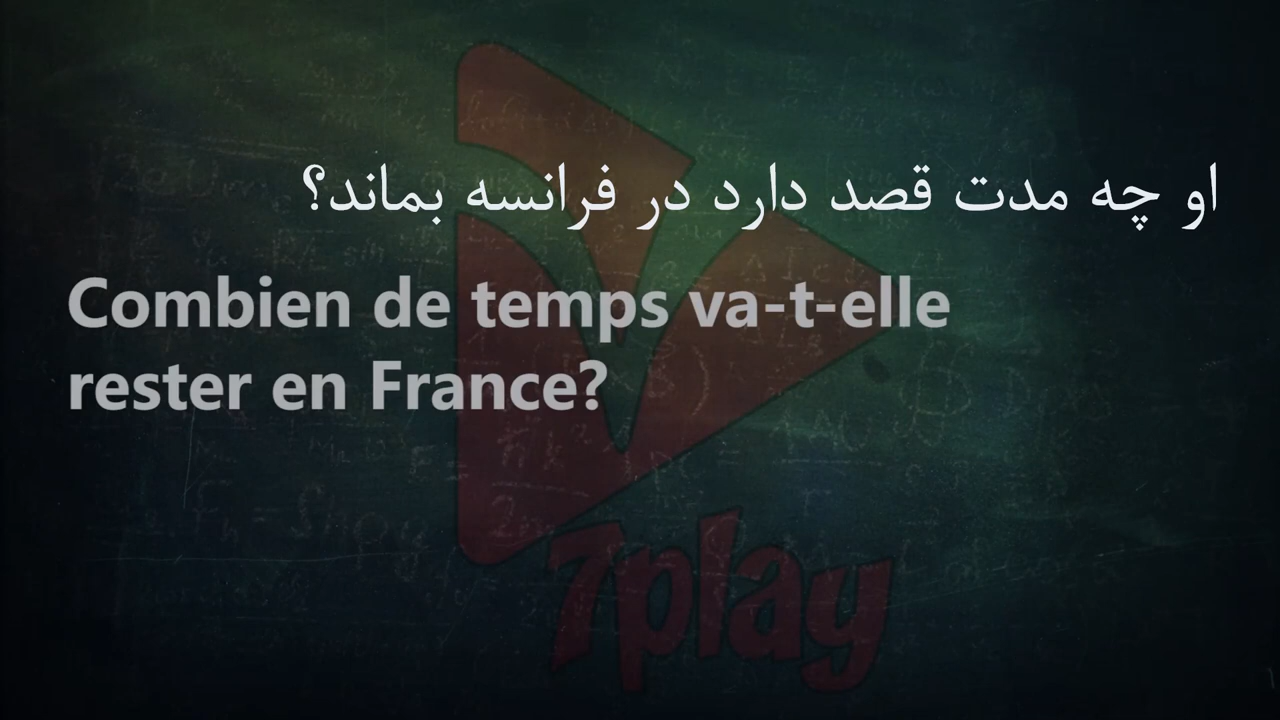 او چه مدت قصد دارد در فرانسه بماند؟
Combien de temps va-t-elle
rester en France?
7play